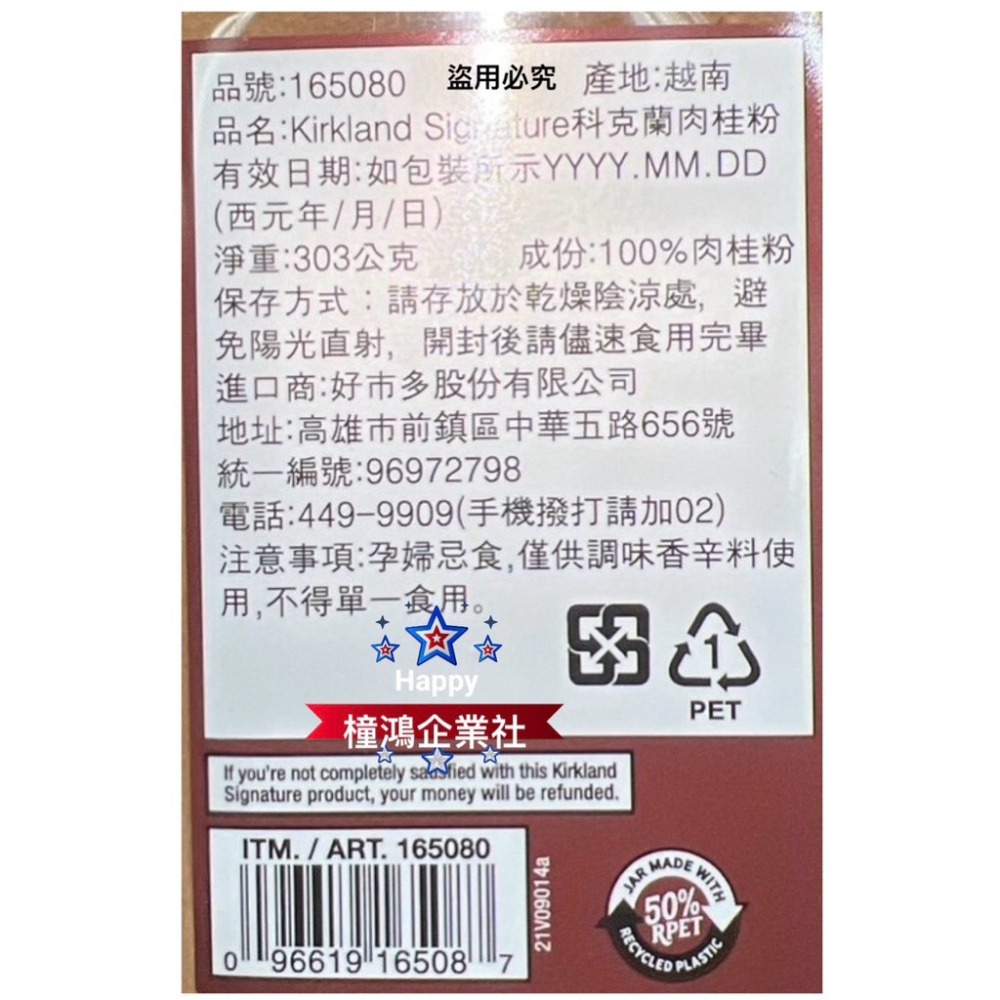 品號:165080 盜用必究 產地:越南
品名:Kirkland Signature科克蘭肉桂粉
有效日期:如包裝所示YYYY.MM.DD
(西元年/月/日)
淨重:303公克 成份:100%肉桂粉
保存方式：請存放於乾燥陰涼處，避
免陽光直射，開封後請儘速食用完畢
進口商:好市多股份有限公司
地址:高雄市前鎮區中華五路656號
統一編號:96972798
電話:449-9909(手機撥打請加02)
注意事項:孕婦忌食,僅供調味香辛料使
用,不得單一食用。
Happy
橦鴻企業社
1
PET
If you're not completely satisfied with this Kirkland
Signature product, your money will be refunded.
ITM. / ART. 165080
0 96619 16508 7
21V09014a
JAR MADE WITH
50%
RPET
RECYCLED PLASTIC